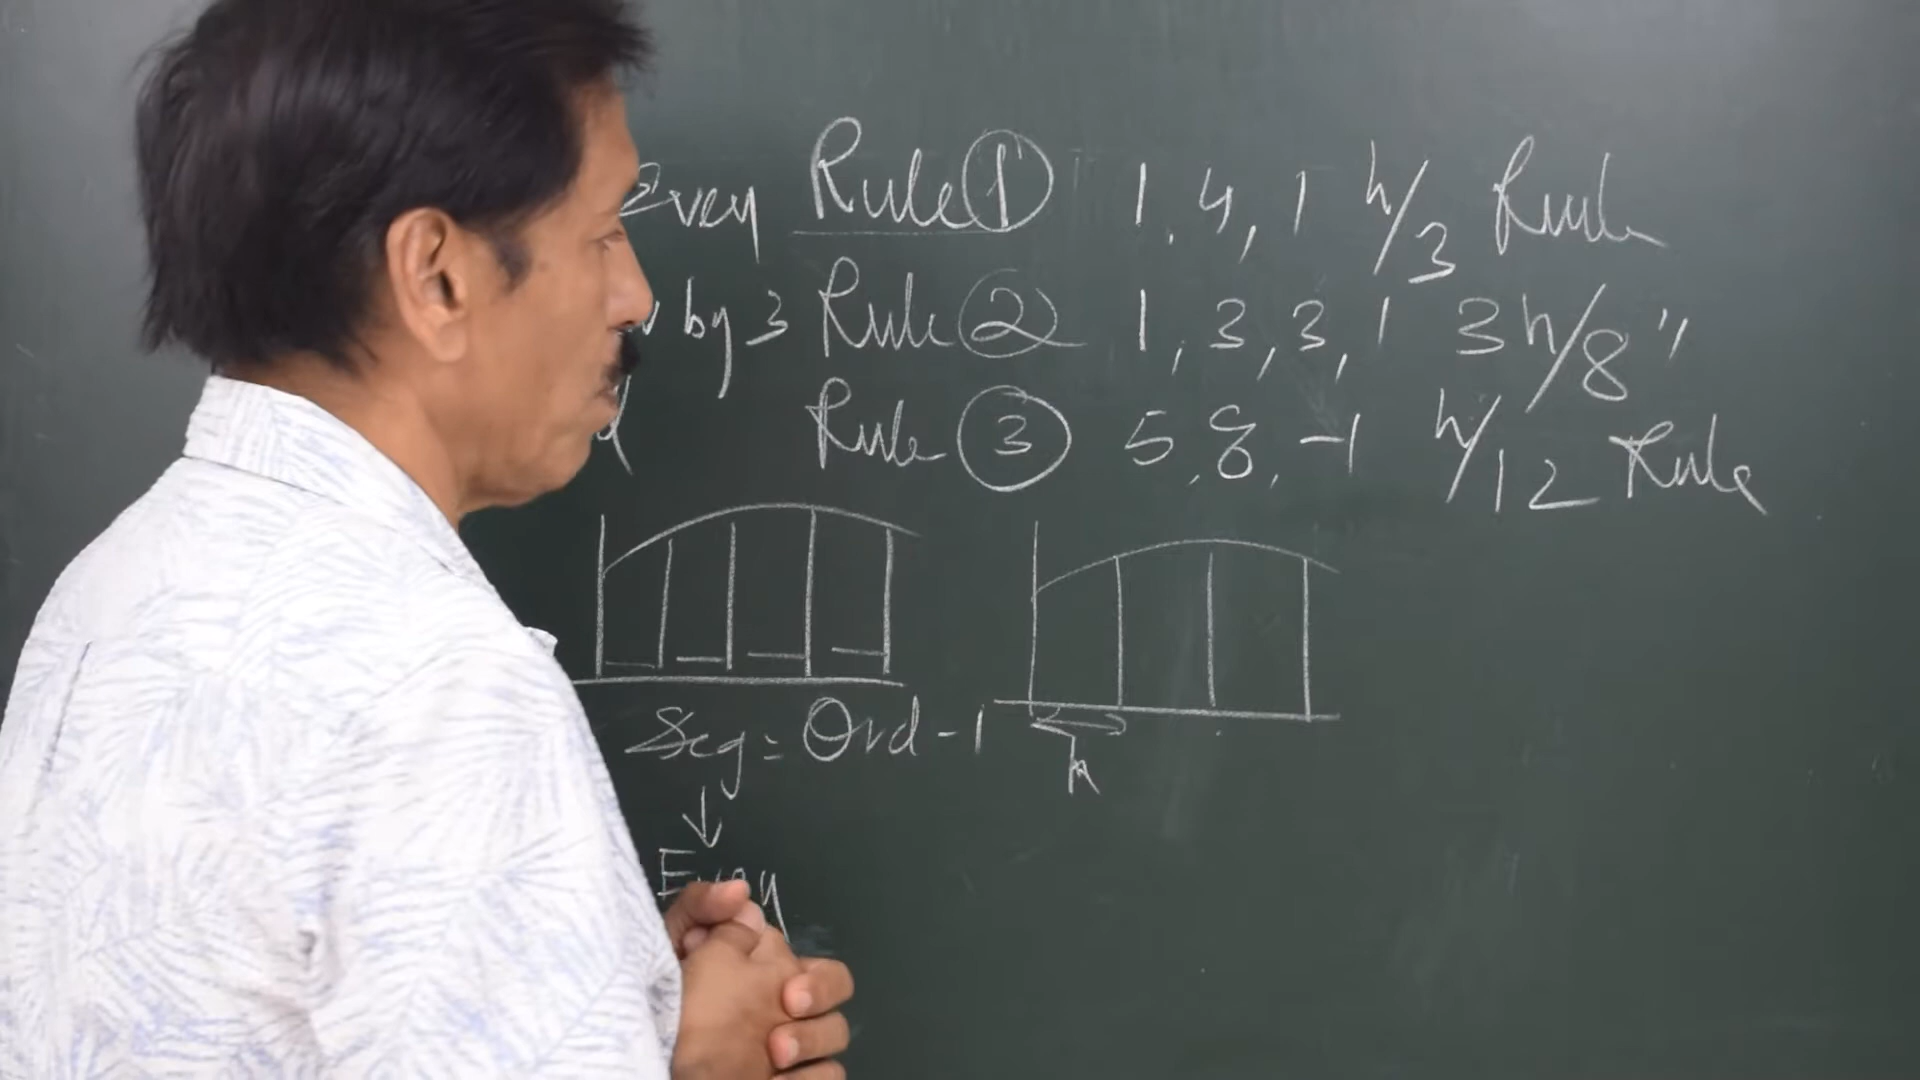 Rule 1 1, 4, 1 h/3 Rule
by 3 Rule 2 1, 3, 3, 1 3h/8 "
Rule 3 5, 8, -1 h/12 Rule
Seg = Ord - 1
h